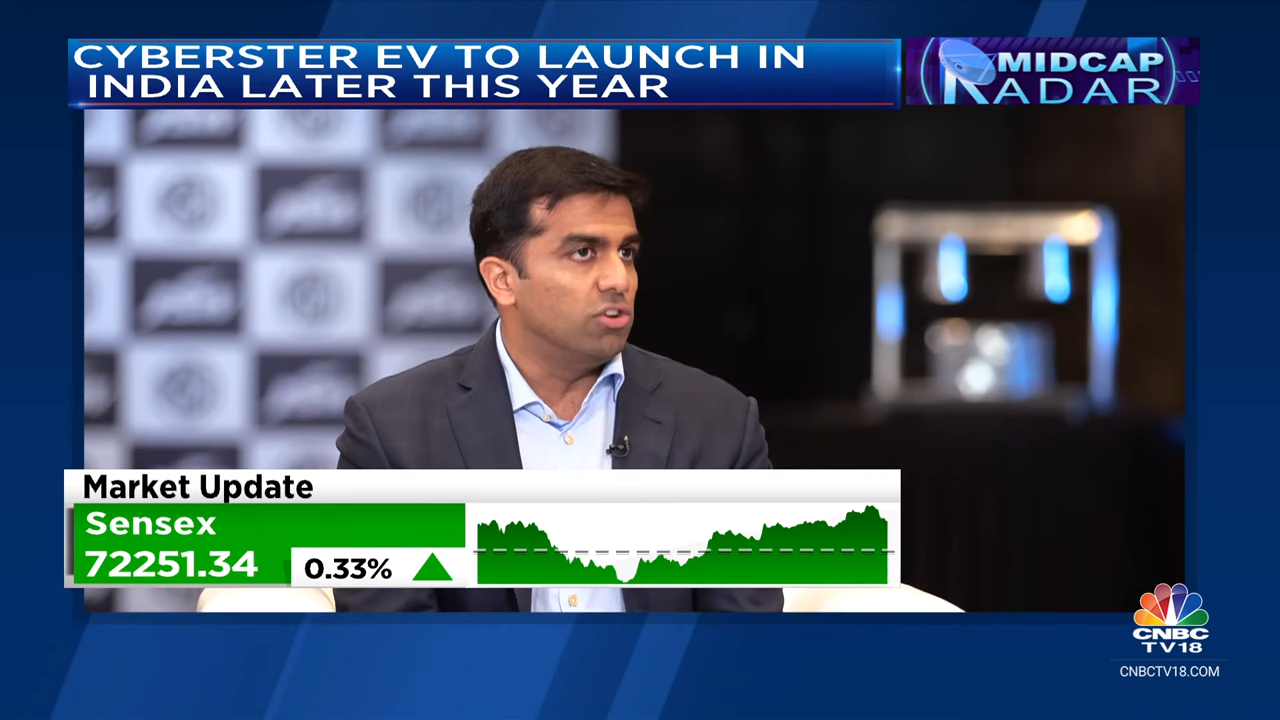 CYBERSTER EV TO LAUNCH IN
INDIA LATER THIS YEAR
MIDCAP
RADAR
Market Update
Sensex
72251.34
0.33%
CNBC
TV18
CNBCTV18.COM